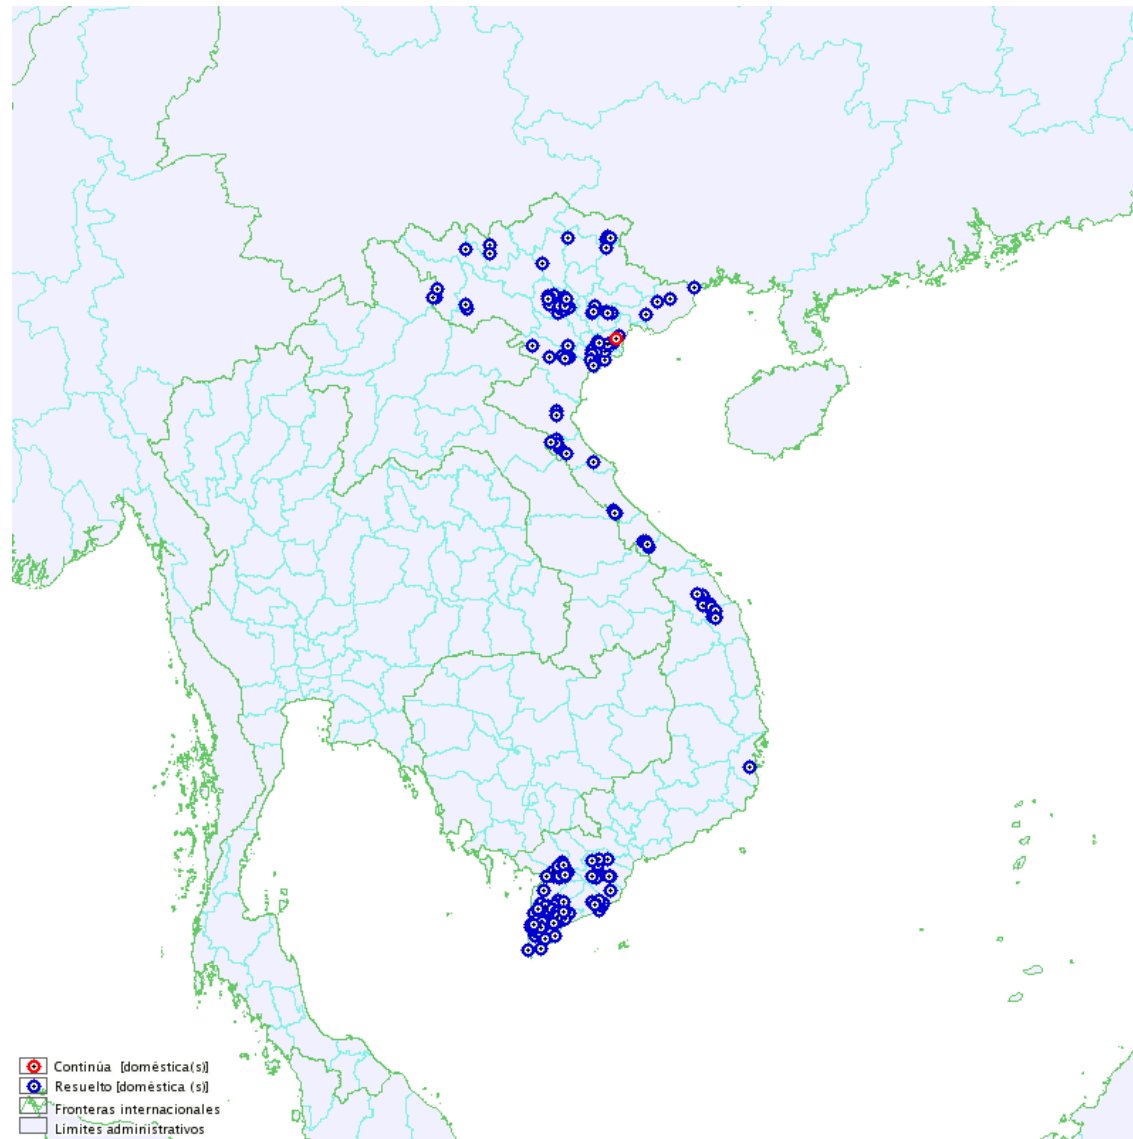 Continúa [doméstica(s)]
Resuelto [doméstica (s)]
Fronteras internacionales
Límites administrativos